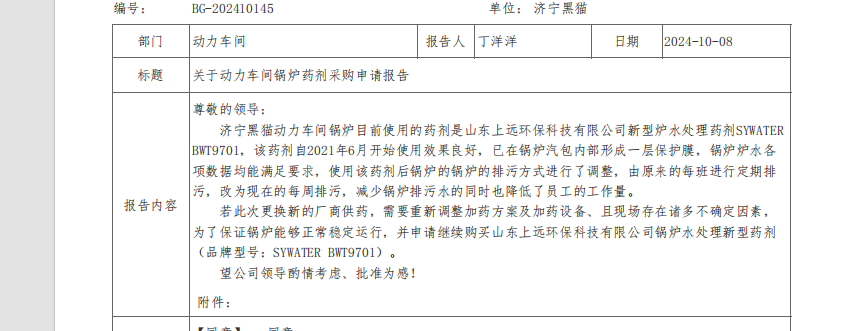 编号： BG-202410145 单位： 济宁黑猫
部门 动力车间 报告人 丁洋洋 日期 2024-10-08
标题 关于动力车间锅炉药剂采购申请报告
尊敬的领导：
济宁黑猫动力车间锅炉目前使用的药剂是山东上远环保科技有限公司新型炉水处理药剂SYWATER
BWT9701，该药剂自2021年6月开始使用效果良好，已在锅炉汽包内部形成一层保护膜，锅炉炉水各
项数据均能满足要求，使用该药剂后锅炉的锅炉的排污方式进行了调整，由原来的每班进行定期排
污，改为现在的每周排污，减少锅炉排污水的同时也降低了员工的工作量。
报告内容
若此次更换新的厂商供药，需要重新调整加药方案及加药设备、且现场存在诸多不确定因素，
为了保证锅炉能够正常稳定运行，并申请继续购买山东上远环保科技有限公司锅炉水处理新型药剂
（品牌型号：SYWATER BWT9701）。
望公司领导酌情考虑、批准为感！
附件：